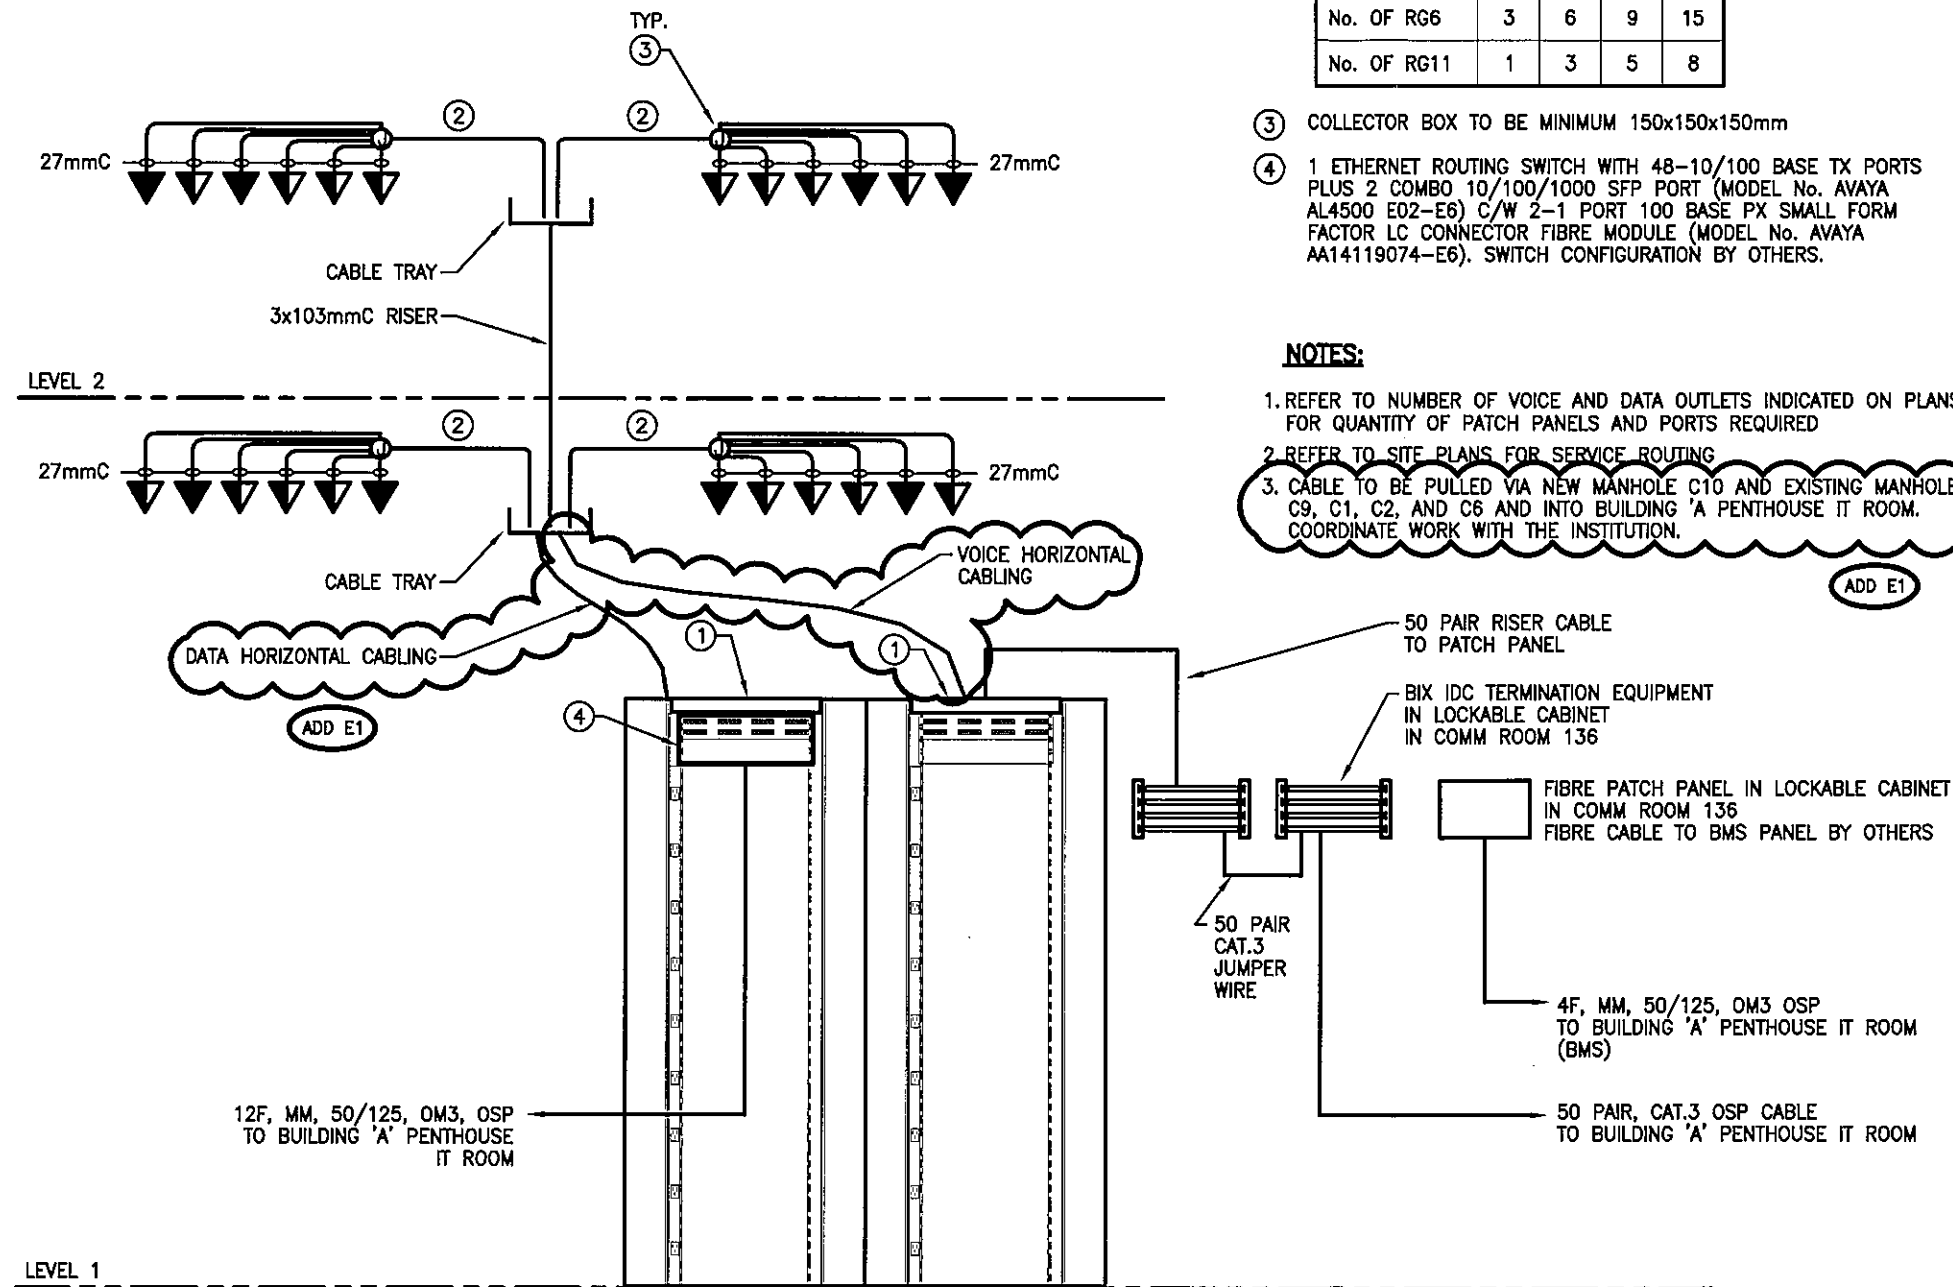 TYP.
3
2
2
27mmC
27mmC
CABLE TRAY
3x103mmC RISER
LEVEL 2
2
2
27mmC
27mmC
CABLE TRAY
VOICE HORIZONTAL
CABLING
DATA HORIZONTAL CABLING
ADD E1
1
1
4
12F, MM, 50/125, OM3, OSP
TO BUILDING 'A' PENTHOUSE
IT ROOM
LEVEL 1
No. OF RG6 3 6 9 15
No. OF RG11 1 3 5 8
3 COLLECTOR BOX TO BE MINIMUM 150x150x150mm
4 1 ETHERNET ROUTING SWITCH WITH 48-10/100 BASE TX PORTS
PLUS 2 COMBO 10/100/1000 SFP PORT (MODEL No. AVAYA
AL4500 E02-E6) C/W 2-1 PORT 100 BASE PX SMALL FORM
FACTOR LC CONNECTOR FIBRE MODULE (MODEL No. AVAYA
AA14119074-E6). SWITCH CONFIGURATION BY OTHERS.
NOTES:
1. REFER TO NUMBER OF VOICE AND DATA OUTLETS INDICATED ON PLANS
FOR QUANTITY OF PATCH PANELS AND PORTS REQUIRED
2. REFER TO SITE PLANS FOR SERVICE ROUTING
3. CABLE TO BE PULLED VIA NEW MANHOLE C10 AND EXISTING MANHOLE
C9, C1, C2, AND C6 AND INTO BUILDING 'A PENTHOUSE IT ROOM.
COORDINATE WORK WITH THE INSTITUTION.
ADD E1
50 PAIR RISER CABLE
TO PATCH PANEL
BIX IDC TERMINATION EQUIPMENT
IN LOCKABLE CABINET
IN COMM ROOM 136
FIBRE PATCH PANEL IN LOCKABLE CABINET
IN COMM ROOM 136
FIBRE CABLE TO BMS PANEL BY OTHERS
50 PAIR
CAT.3
JUMPER
WIRE
4F, MM, 50/125, OM3 OSP
TO BUILDING 'A' PENTHOUSE IT ROOM
(BMS)
50 PAIR, CAT.3 OSP CABLE
TO BUILDING 'A' PENTHOUSE IT ROOM